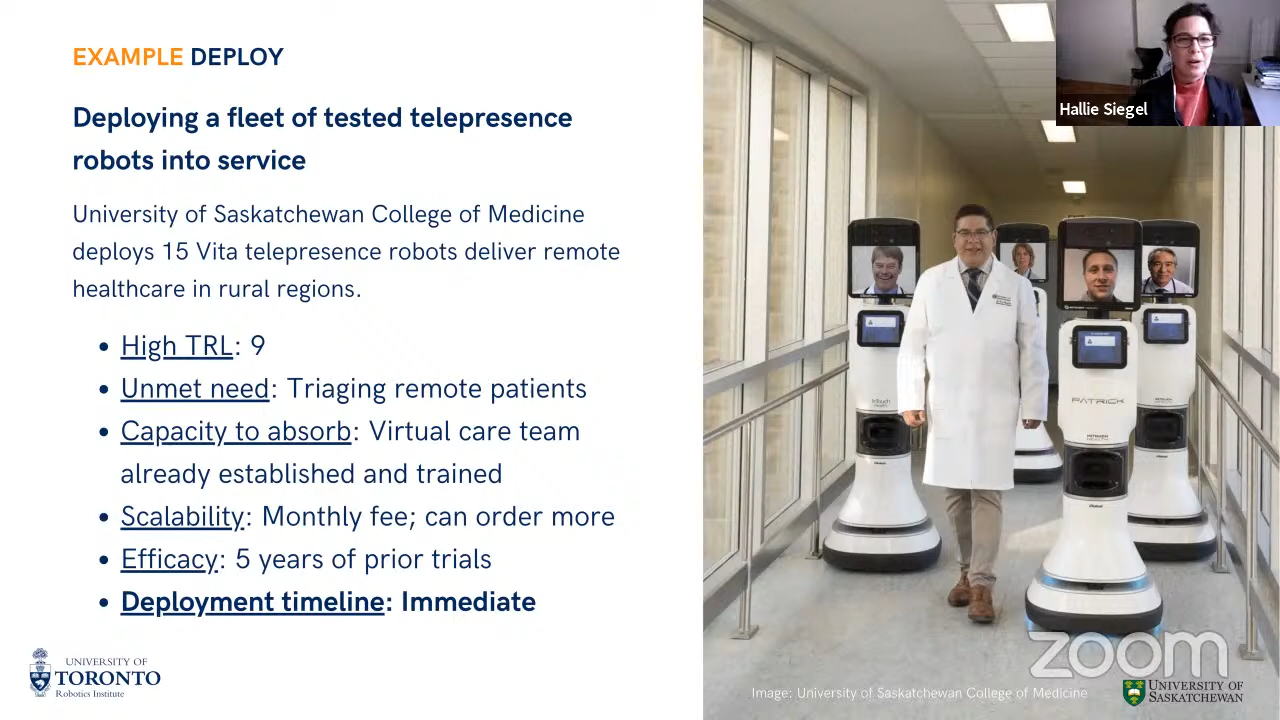 EXAMPLE DEPLOY
Deploying a fleet of tested telepresence
robots into service
University of Saskatchewan College of Medicine
deploys 15 Vita telepresence robots deliver remote
healthcare in rural regions.
• High TRL: 9
• Unmet need: Triaging remote patients
• Capacity to absorb: Virtual care team
already established and trained
• Scalability: Monthly fee; can order more
• Efficacy: 5 years of prior trials
• Deployment timeline: Immediate
UNIVERSITY OF
TORONTO
Robotics Institute
Hallie Siegel
InTouch
HEALTH
PATRICK
zoom
Image: University of Saskatchewan College of Medicine
UNIVERSITY OF
SASKATCHEWAN